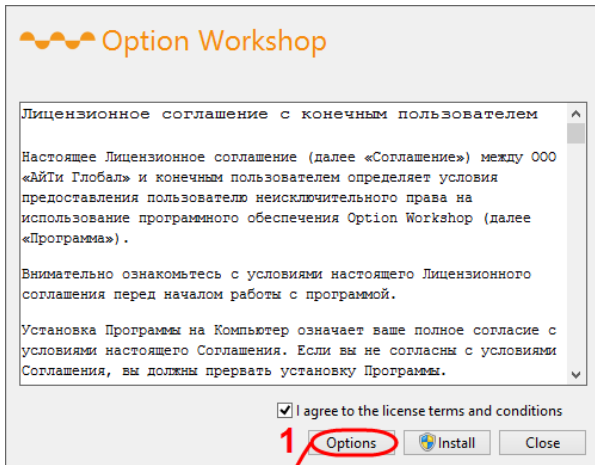 Option Workshop
Лицензионное соглашение с конечным пользователем
Настоящее Лицензионное соглашение (далее «Соглашение») между ООО
«АйТи Глобал» и конечным пользователем определяет условия
предоставления пользователю неисключительного права на
использование программного обеспечения Option Workshop (далее
«Программа»).
Внимательно ознакомьтесь с условиями настоящего Лицензионного
соглашения перед началом работы с программой.
Установка Программы на Компьютер означает ваше полное согласие с
условиями настоящего Соглашения. Если вы не согласны с условиями
Соглашения, вы должны прервать установку Программы.
I agree to the license terms and conditions
1 Options Install Close